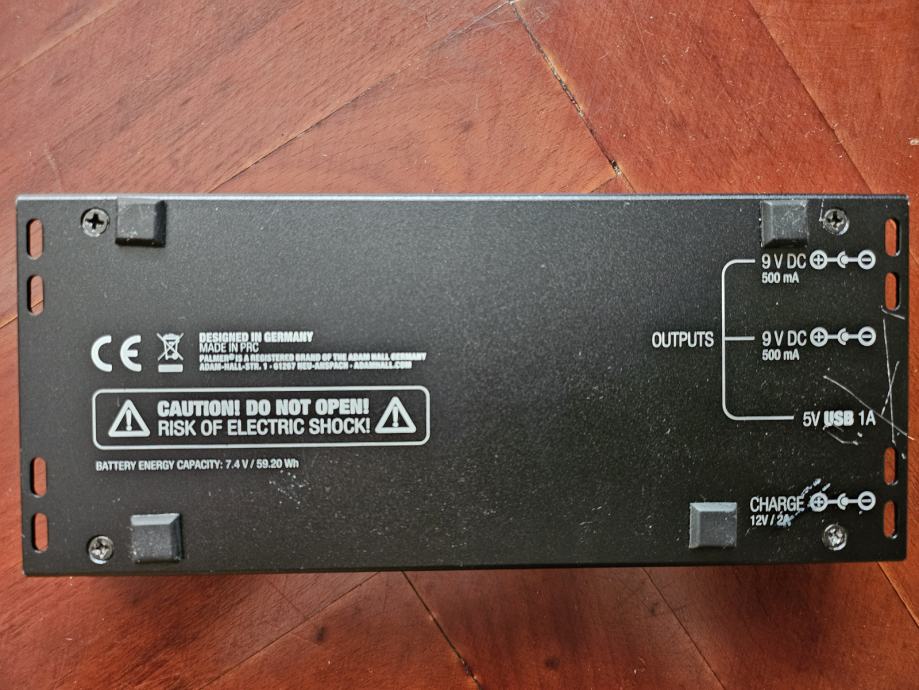 CE
DESIGNED IN GERMANY
MADE IN PRC
PALMER® IS A REGISTERED BRAND OF THE ADAM HALL GERMANY
ADAM-HALL-STR. 1 • 61267 NEU-ANSPACH • ADAMHALL.COM
CAUTION! DO NOT OPEN!
RISK OF ELECTRIC SHOCK!
BATTERY ENERGY CAPACITY: 7.4 V / 59.20 Wh
OUTPUTS
9 V DC
500 mA
9 V DC
500 mA
5V USB 1A
CHARGE
12V / 2A